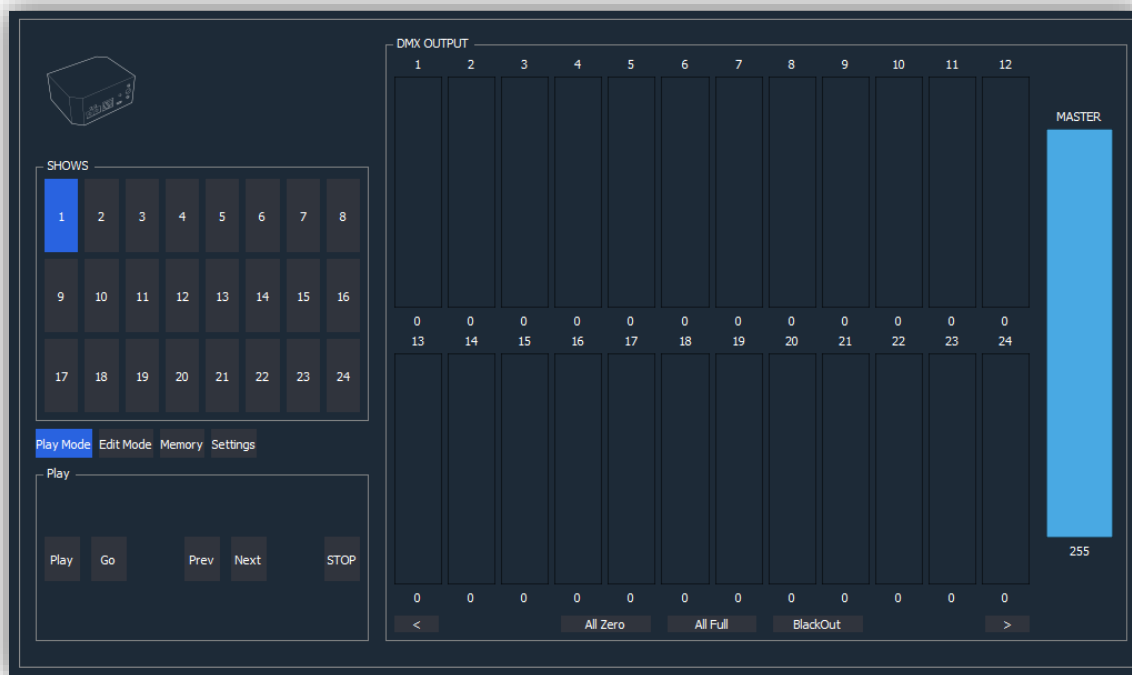 DMX OUTPUT
1 2 3 4 5 6 7 8 9 10 11 12
MASTER
SHOWS
1 2 3 4 5 6 7 8
9 10 11 12 13 14 15 16
0 0 0 0 0 0 0 0 0 0 0 0
13 14 15 16 17 18 19 20 21 22 23 24
17 18 19 20 21 22 23 24
Play Mode Edit Mode Memory Settings
Play
Play Go Prev Next STOP
255
0 0 0 0 0 0 0 0 0 0 0 0
< All Zero All Full BlackOut >